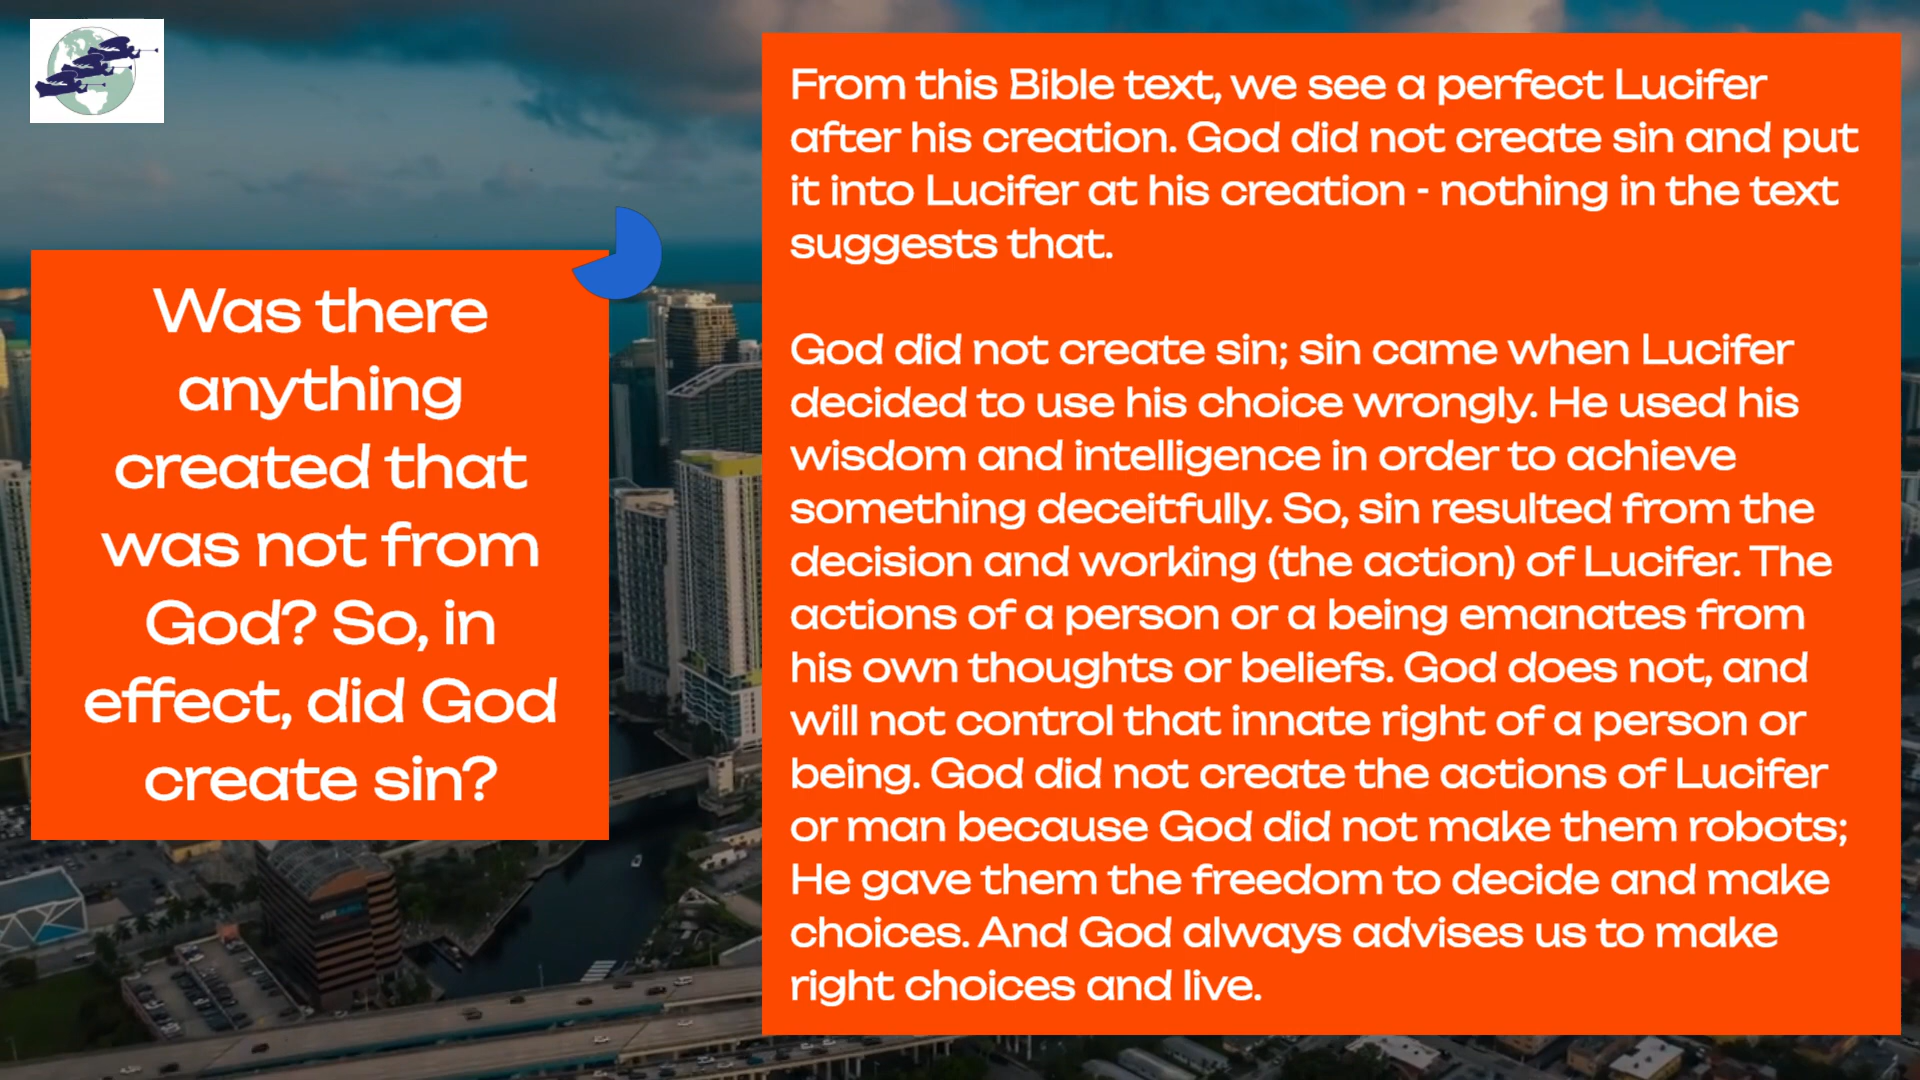 Was there
anything
created that
was not from
God? So, in
effect, did God
create sin?
From this Bible text, we see a perfect Lucifer
after his creation. God did not create sin and put
it into Lucifer at his creation - nothing in the text
suggests that.
God did not create sin; sin came when Lucifer
decided to use his choice wrongly. He used his
wisdom and intelligence in order to achieve
something deceitfully. So, sin resulted from the
decision and working (the action) of Lucifer. The
actions of a person or a being emanates from
his own thoughts or beliefs. God does not, and
will not control that innate right of a person or
being. God did not create the actions of Lucifer
or man because God did not make them robots;
He gave them the freedom to decide and make
choices. And God always advises us to make
right choices and live.